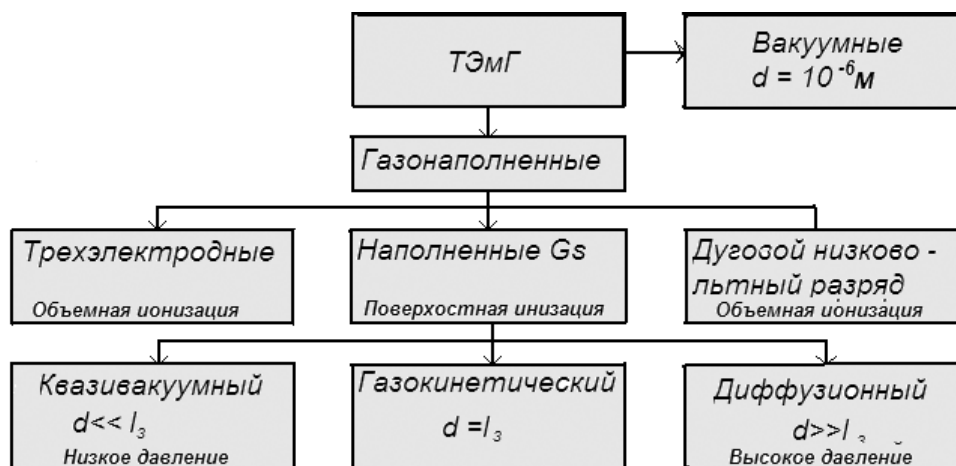 ТЭмГ
Вакуумные
d = 10⁻⁶м
Газонаполненные
Трехэлектродные
Объемная ионизация
Наполненные Gs
Поверхостная инизация
Дуговой низково -
льтный разряд
Объемная ионизация
Квазивакуумный
d<< l₃
Низкое давление
Газокинетический
d =l₃
Диффузионный
d>>l₃
Высокое давление